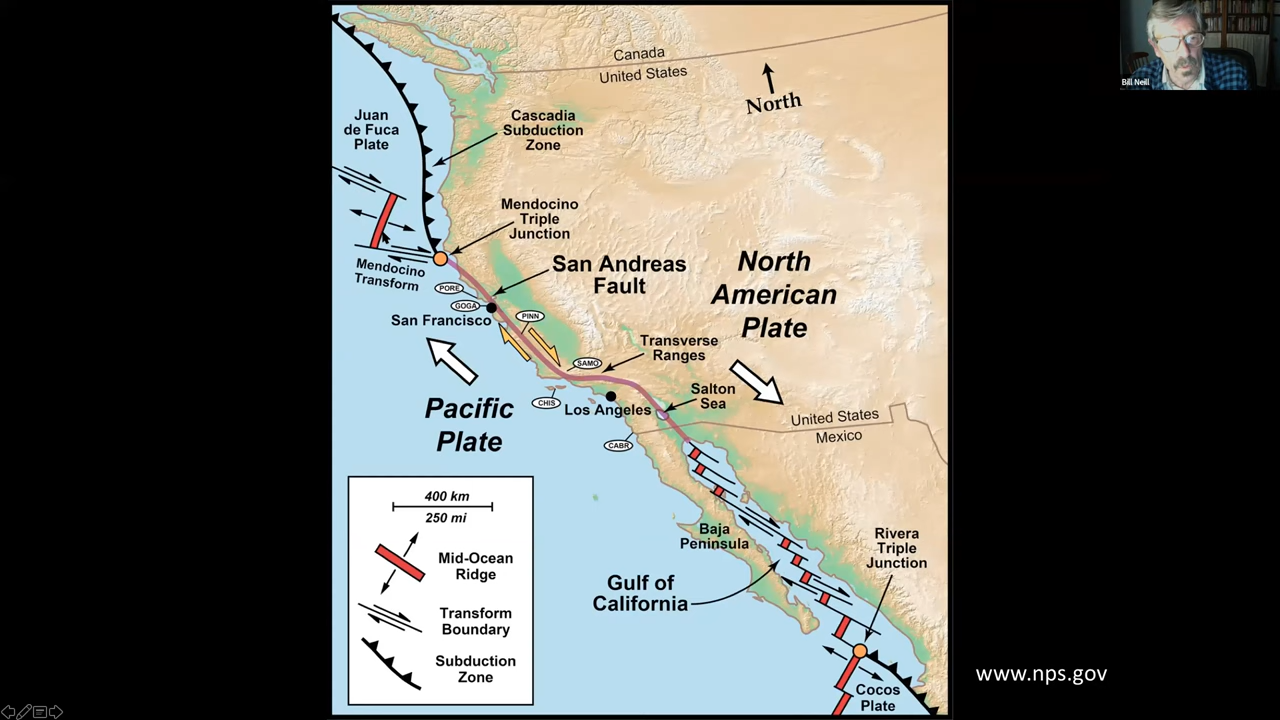 Canada
United States
North
Juan
de Fuca
Plate
Cascadia
Subduction
Zone
Mendocino
Triple
Junction
Mendocino
Transform
San Andreas
Fault
North
American
Plate
PORE
GOGA
San Francisco
PINN
Transverse
Ranges
SAMO
CHIS
Los Angeles
Salton
Sea
Pacific
Plate
CABR
United States
Mexico
400 km
250 mi
Mid-Ocean
Ridge
Transform
Boundary
Subduction
Zone
Baja
Peninsula
Gulf of
California
Rivera
Triple
Junction
Cocos
Plate
www.nps.gov
Bill Neill